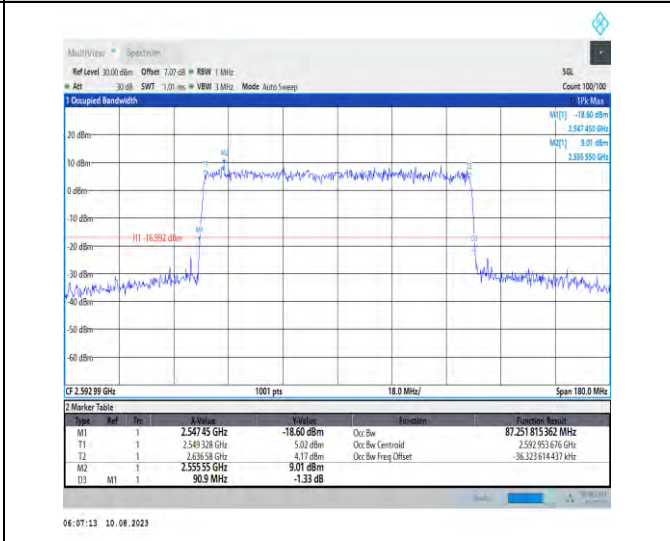 MultiView Spectrum
Ref Level 30.00 dBm Offset 7.07 dB RBW 1 MHz SGL
Att 30 dB SWT 1.01 ms VBW 3 MHz Mode Auto Sweep Count 100/100
1 Occupied Bandwidth 1Pk Max
M1[1] -18.60 dBm
2.547 450 GHz
M2[1] 9.01 dBm
2.555 550 GHz
20 dBm
M2
10 dBm
0 dBm
-10 dBm
M1
H1 -16.992 dBm
-20 dBm
-30 dBm
-40 dBm
-50 dBm
-60 dBm
CF 2.592 99 GHz 1001 pts 18.0 MHz/ Span 180.0 MHz
2 Marker Table
Type Ref Trc X-Value Y-Value Function Function Result
M1 1 2.547 45 GHz -18.60 dBm Occ Bw 87.251 815 362 MHz
T1 1 2.549 328 GHz 5.02 dBm Occ Bw Centroid 2.592 953 676 GHz
T2 1 2.636 58 GHz 4.17 dBm Occ Bw Freq Offset -36.323 614 437 kHz
M2 1 2.555 55 GHz 9.01 dBm
D3 M1 1 90.9 MHz -1.33 dB
06:07:13 10.08.2023